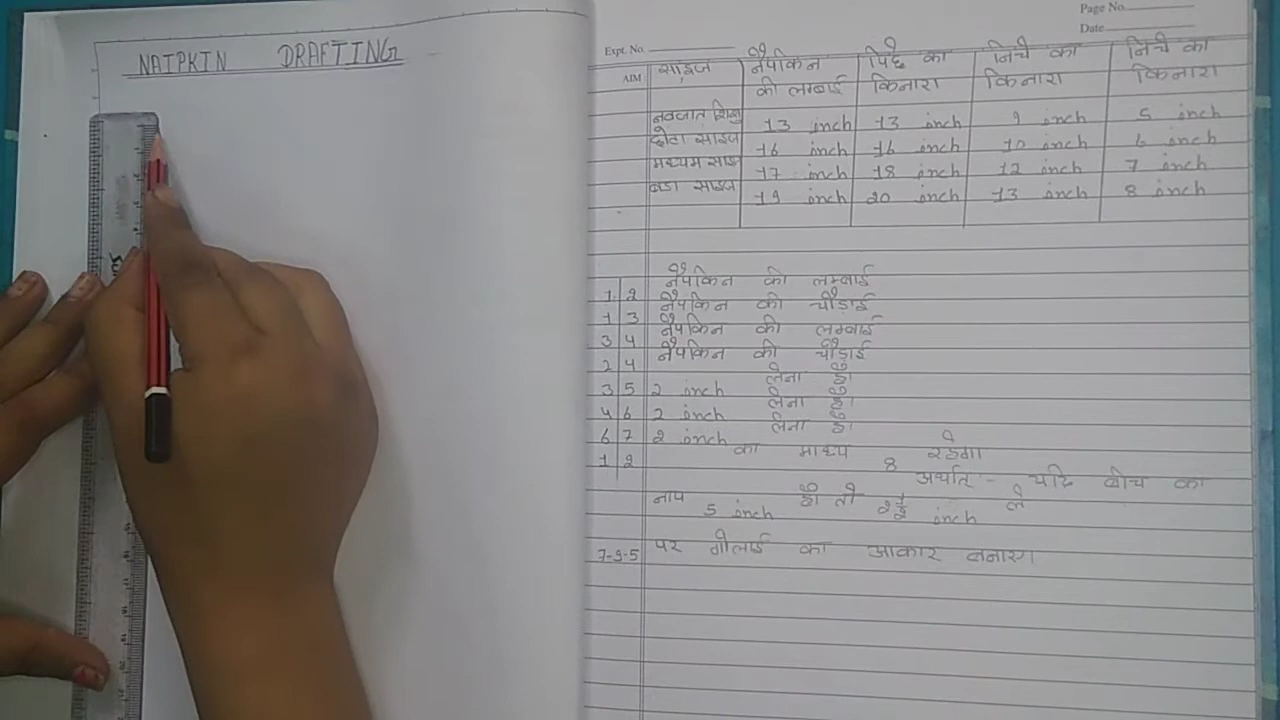 NAIPKIN DRAFTING
Page No.
Date
Expt. No.
AIM साइज नैपकिन की लम्बाई पिछे का किनारा निचे का किनारा निचे का किनारा
नवजात शिशु 13 inch 13 inch 9 inch 5 inch
छोटा साइज 16 inch 16 inch 10 inch 6 inch
मध्यम साइज 17 inch 18 inch 12 inch 7 inch
बडा साइज 19 inch 20 inch 13 inch 8 inch
1 2 नैपकिन की लम्बाई
1 3 नैपकिन की चौड़ाई
3 4 नैपकिन की लम्बाई
2 4 नैपकिन की चौड़ाई
3 5 2 inch लेना है।
4 6 2 inch लेना है।
6 7 2 inch लेना है।
1 2 का माध्य 8 रहेगा
अर्थात - यदि बीच का
नाप 5 inch हो तो 2½ inch ले
7-9-5 पर गोलाई का आकार बनाए।